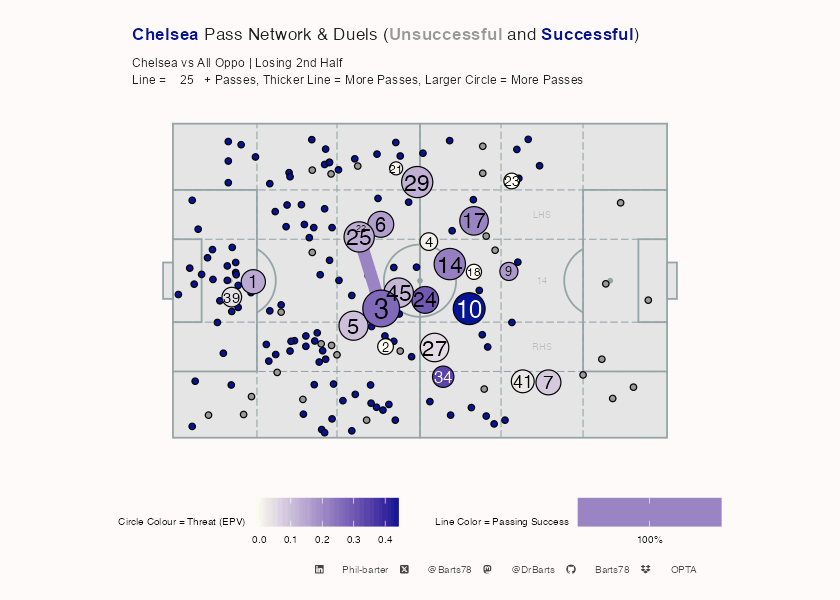 Chelsea Pass Network & Duels (Unsuccessful and Successful)
Chelsea vs All Oppo | Losing 2nd Half
Line = 25 + Passes, Thicker Line = More Passes, Larger Circle = More Passes
21
29
23
6
17
LHS
25
4
14
18
9
14
1
39
45
24
3
10
5
2
27
RHS
34
41
7
Circle Colour = Threat (EPV)
0.0 0.1 0.2 0.3 0.4
Line Color = Passing Success
100%
Phil-barter @Barts78 @DrBarts Barts78 OPTA